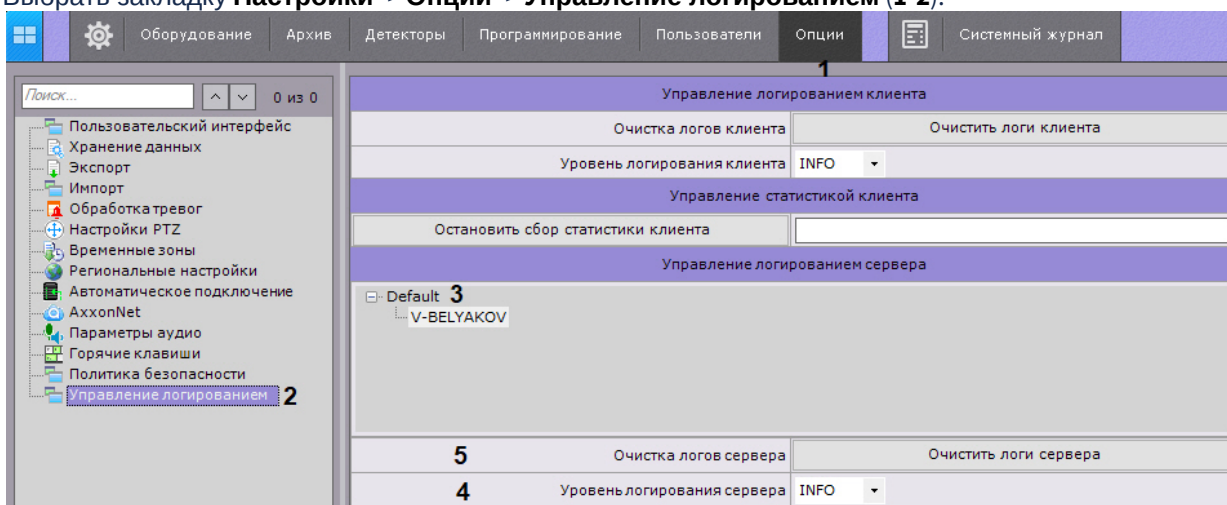 Выбрать закладку Настройки -> Опции -> Управление логированием (1-2).
Оборудование Архив Детекторы Программирование Пользователи Опции Системный журнал
1
Поиск... 0 из 0
Пользовательский интерфейс
Хранение данных
Экспорт
Импорт
Обработка тревог
Настройки PTZ
Временные зоны
Региональные настройки
Автоматическое подключение
AxxonNet
Параметры аудио
Горячие клавиши
Политика безопасности
Управление логированием 2
Управление логированием клиента
Очистка логов клиента Очистить логи клиента
Уровень логирования клиента INFO
Управление статистикой клиента
Остановить сбор статистики клиента
Управление логированием сервера
Default 3
V-BELYAKOV
5 Очистка логов сервера Очистить логи сервера
4 Уровень логирования сервера INFO